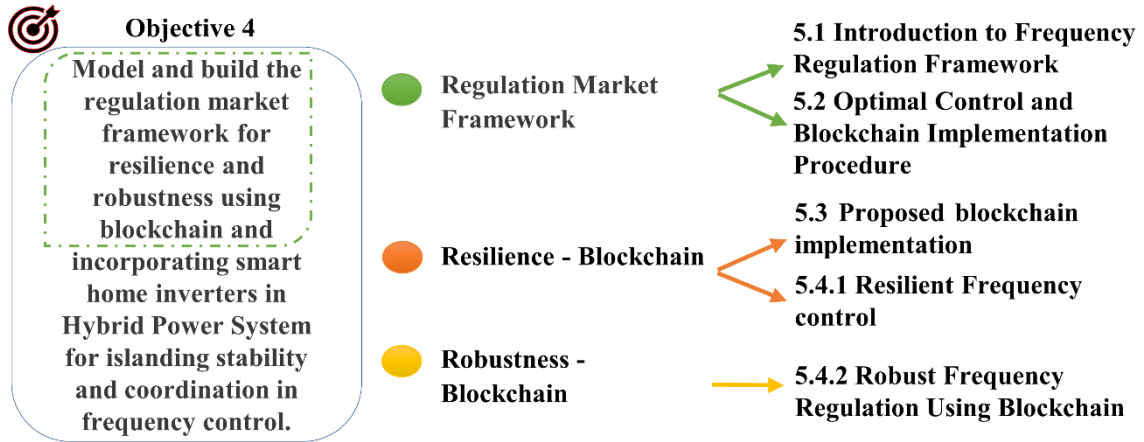 Objective 4
Model and build the
regulation market
framework for
resilience and
robustness using
blockchain and
incorporating smart
home inverters in
Hybrid Power System
for islanding stability
and coordination in
frequency control.
Regulation Market
Framework
Resilience - Blockchain
Robustness -
Blockchain
5.1 Introduction to Frequency
Regulation Framework
5.2 Optimal Control and
Blockchain Implementation
Procedure
5.3 Proposed blockchain
implementation
5.4.1 Resilient Frequency
control
5.4.2 Robust Frequency
Regulation Using Blockchain